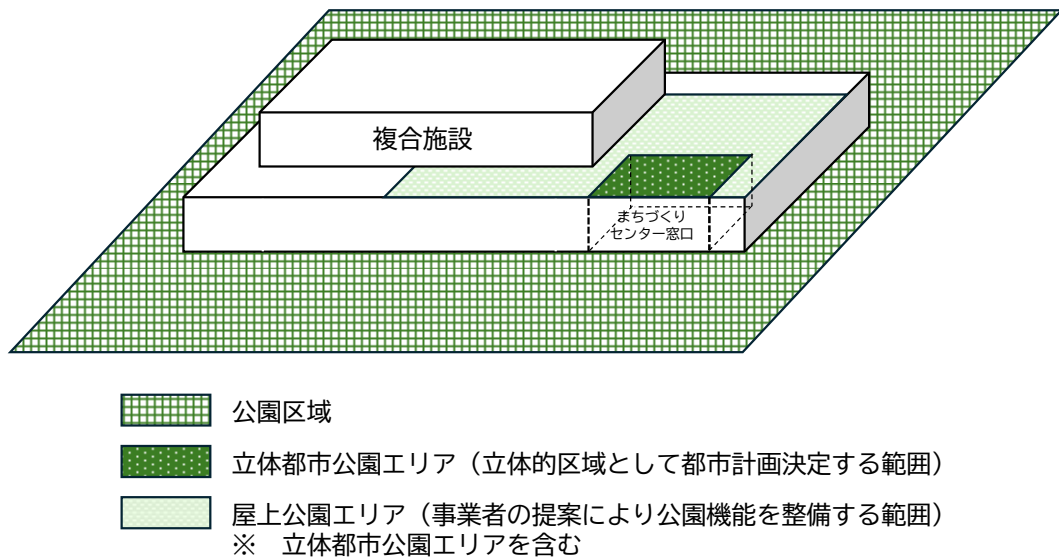 複合施設
まちづくり
センター窓口
公園区域
立体都市公園エリア（立体的区域として都市計画決定する範囲）
屋上公園エリア（事業者の提案により公園機能を整備する範囲）
※　立体都市公園エリアを含む